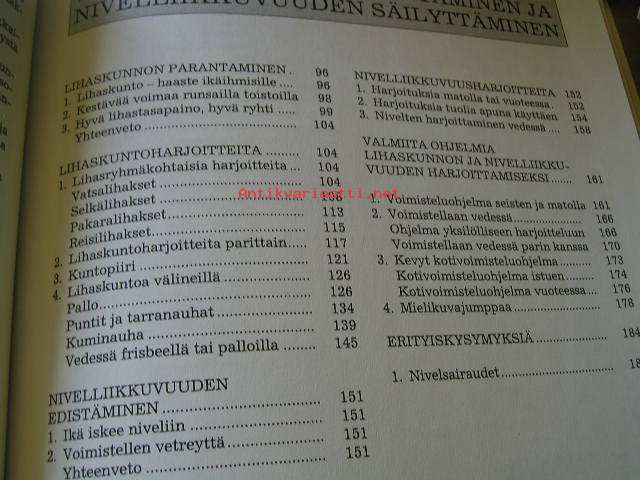 MINEN JA
NIVELLIIKKUVUUDEN SÄILYTTÄMINEN
LIHASKUNNON PARANTAMINEN . 96
1. Lihaskunto – haaste ikäihmisille .... 96
2. Kestävää voimaa runsailla toistoilla 98
3. Hyvä lihastasapaino, hyvä ryhti ..... 99
Yhteenveto ........................ 104
LIHASKUNTOHARJOITTEITA ........ 104
1. Lihasryhmäkohtaisia harjoitteita .... 104
Vatsalihakset ....................... 104
Selkälihakset ....................... 108
Pakaralihakset ...................... 113
Reisilihakset ....................... 115
2. Lihaskuntoharjoitteita parittain ..... 117
3. Kuntopiiri ........................ 121
4. Lihaskuntoa välineillä ............. 126
Pallo ............................. 126
Puntit ja tarranauhat .............. 134
Kuminauha ........................ 139
Vedessä frisbeellä tai palloilla ........ 145
NIVELLIIKKUVUUDEN
EDISTÄMINEN ........................ 151
1. Ikä iskee niveliin .................. 151
2. Voimistellen vetreyttä .............. 151
Yhteenveto ........................ 151
NIVELLIIKKUVUUSHARJOITTEITA 152
1. Harjoituksia matolla tai vuoteessa . 152
2. Harjoituksia tuolia apuna käyttäen 154
3. Nivelten harjoittaminen vedessä .... 158
VALMIITA OHJELMIA
LIHASKUNNON JA NIVELLIIKKU-
VUUDEN HARJOITTAMISEKSI ....... 161
1. Voimisteluohjelma seisten ja matolla 161
2. Voimistellaan vedessä .............. 166
Ohjelma yksilölliseen harjoitteluun 166
Voimistellaan vedessä parin kanssa 170
3. Kevyt kotivoimisteluohjelma ........ 173
Kotivoimisteluohjelma istuen ........ 174
Kotivoimisteluohjelma vuoteessa ... 176
4. Mielikuvajumppaa .................. 178
ERITYISKYSYMYKSIÄ ................ 184
1. Nivelsairaudet ......................
Antikvariaatti.net